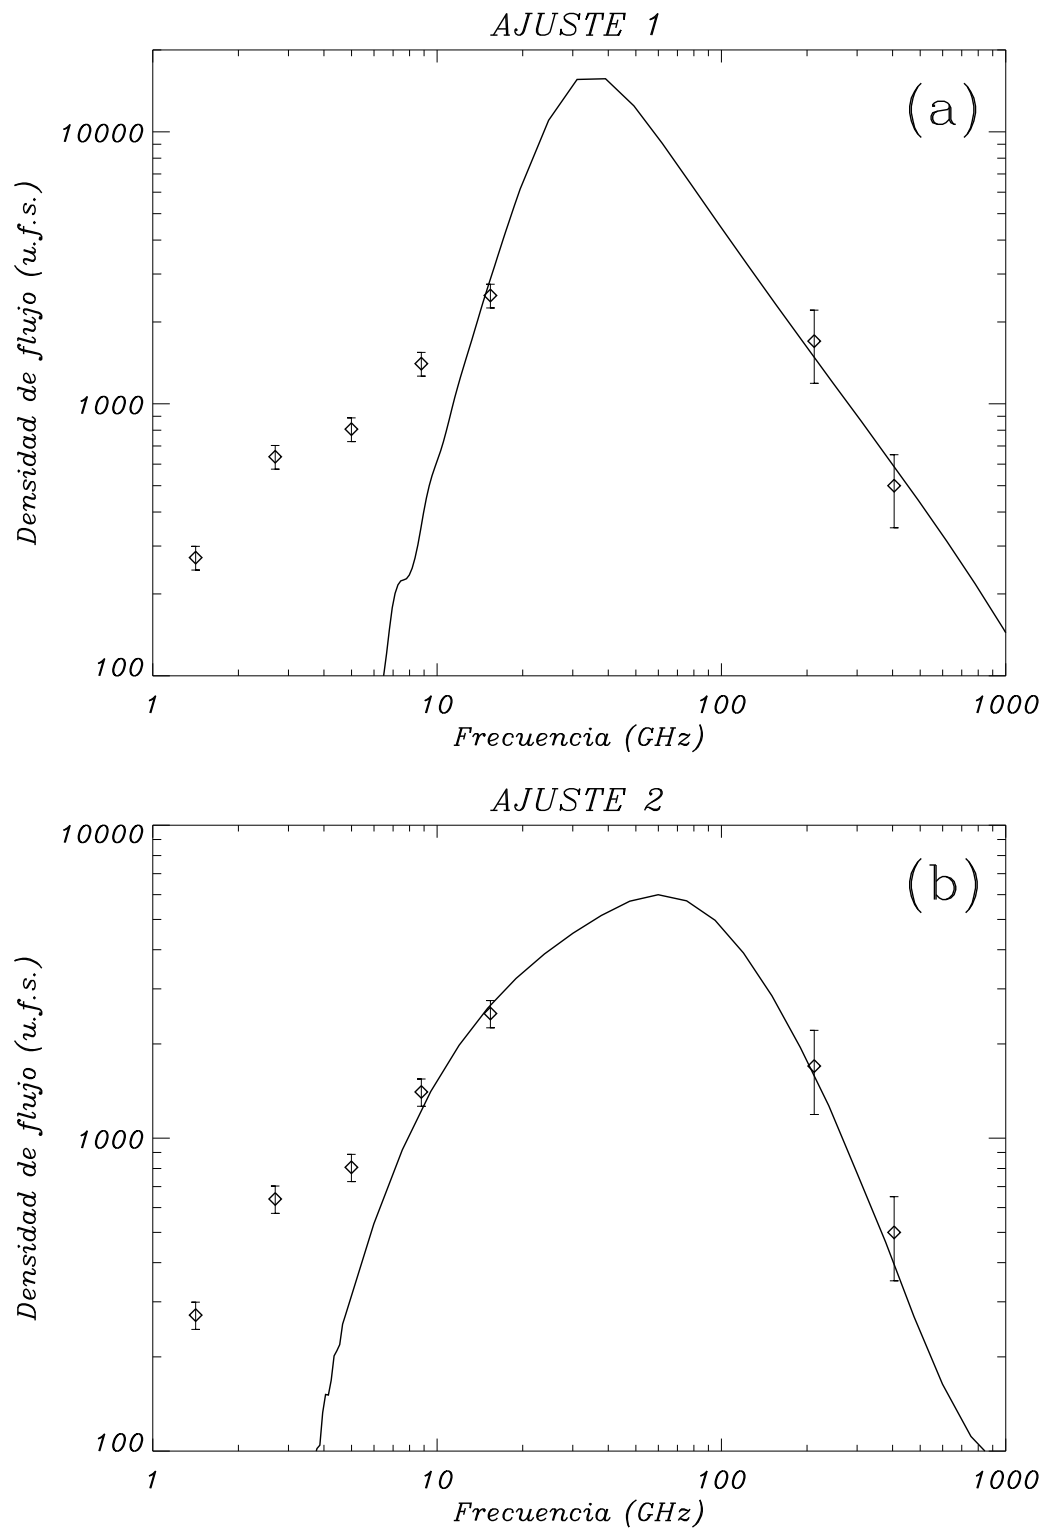 AJUSTE 1
(a)
10000
1000
100
Densidad de flujo (u.f.s.)
1 10 100 1000
Frecuencia (GHz)
AJUSTE 2
(b)
10000
1000
100
Densidad de flujo (u.f.s.)
1 10 100 1000
Frecuencia (GHz)